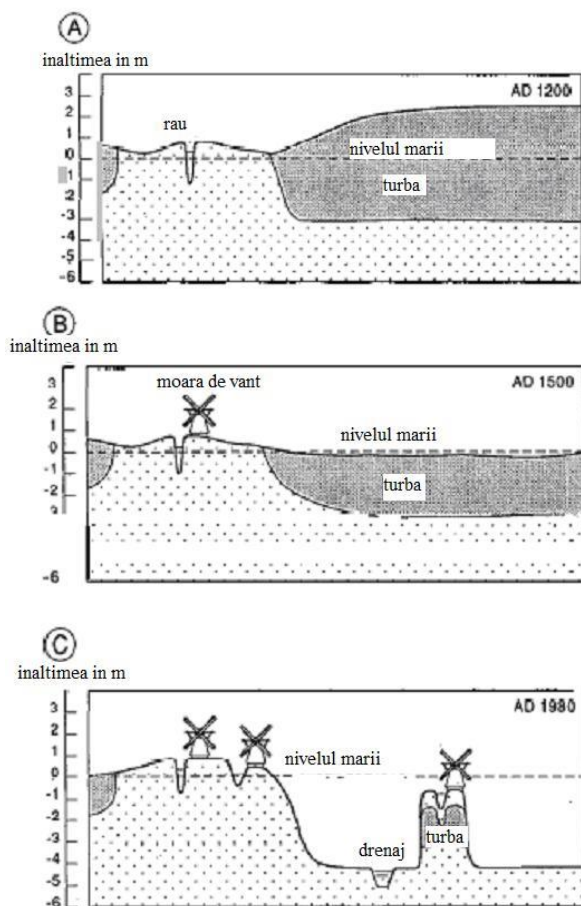 A
inaltimea in m
AD 1200
3
rau
2
1
nivelul marii
0
-1
turba
-2
-3
-4
-5
-6
B
inaltimea in m
moara de vant
AD 1500
3
2
nivelul marii
1
0
-1
turba
-2
-6
C
inaltimea in m
AD 1980
3
2
nivelul marii
1
0
-1
-2
drenaj
turba
-3
-4
-5
-6